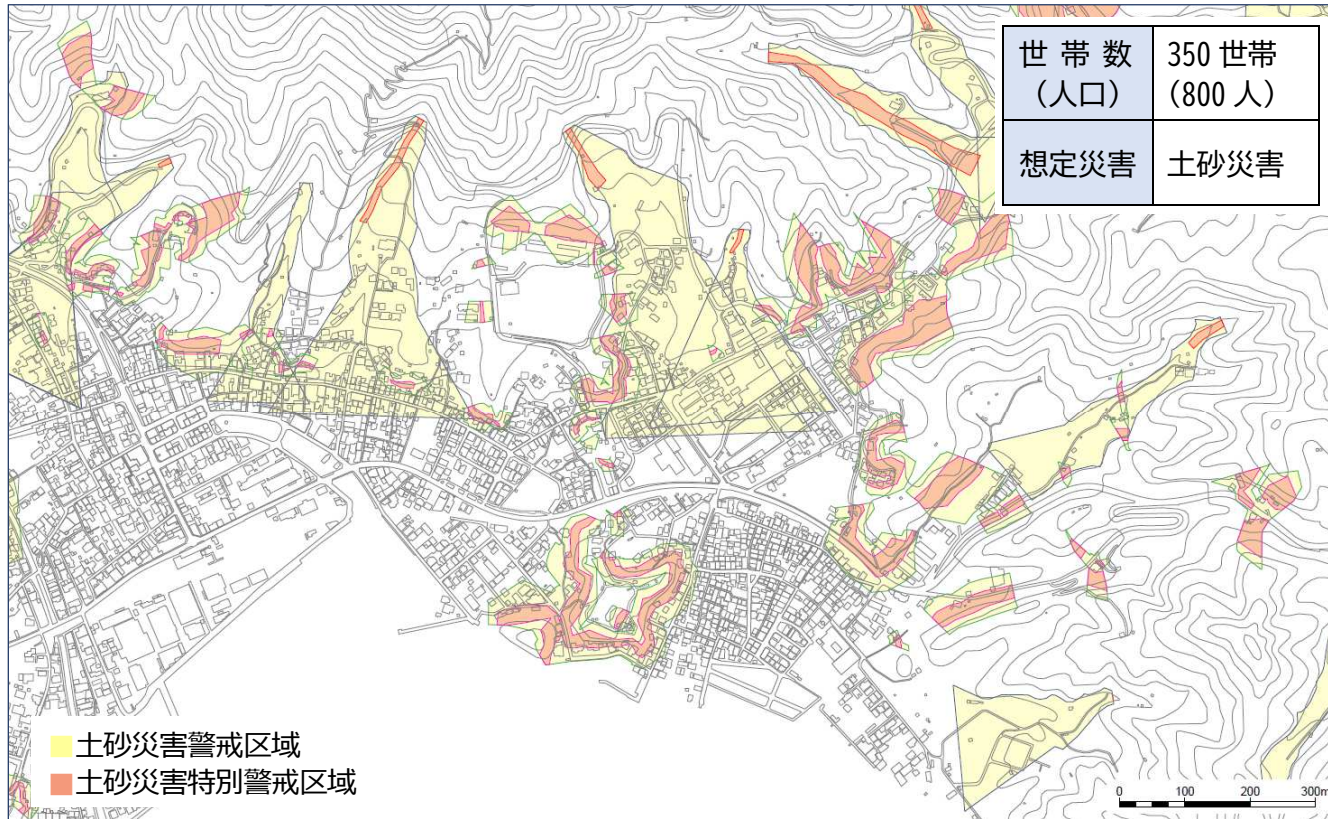 世帯数
(人口)
350世帯
(800人)
想定災害
土砂災害
土砂災害警戒区域
土砂災害特別警戒区域
0 100 200 300m